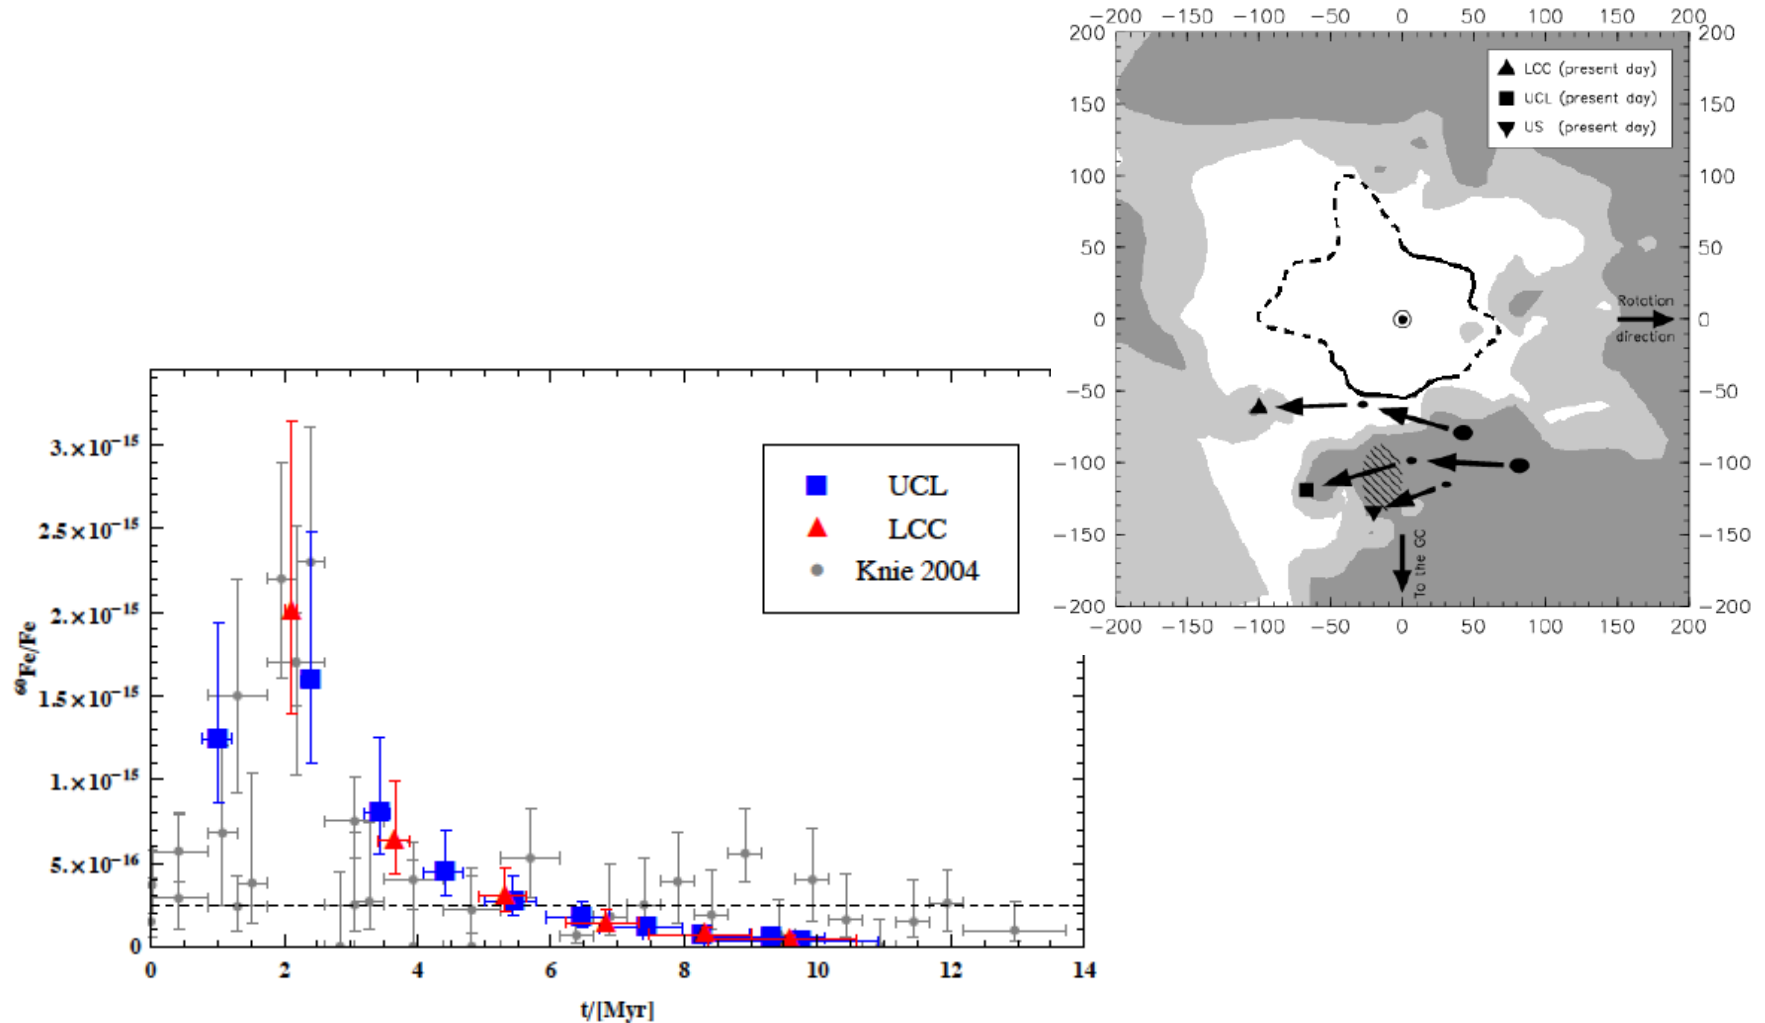 −200 −150 −100 −50 0 50 100 150 200
200 200
LCC (present day)
UCL (present day)
US (present day)
150 150
100 100
50 50
Rotation
0 0
direction
−50 −50
−100 −100
−150 −150
To the GC
−200 −200
−200 −150 −100 −50 0 50 100 150 200
3.×10⁻¹⁵
2.5×10⁻¹⁵
2.×10⁻¹⁵
1.5×10⁻¹⁵
1.×10⁻¹⁵
5.×10⁻¹⁶
0
⁶⁰Fe/Fe
UCL
LCC
Knie 2004
0 2 4 6 8 10 12 14
t/[Myr]